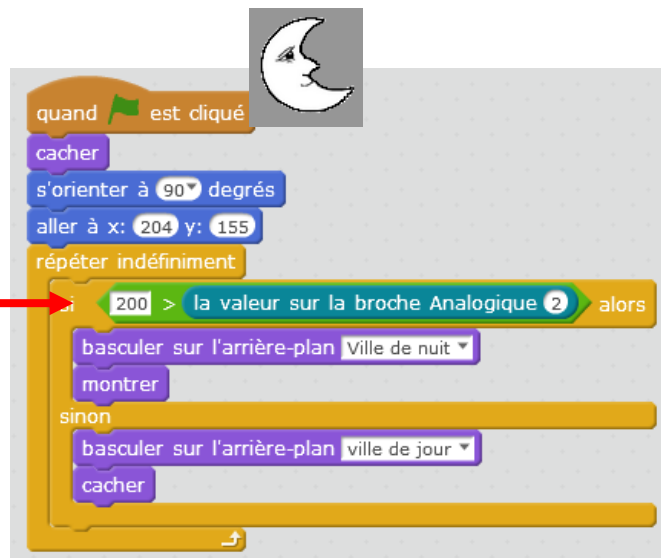 quand est cliqué
cacher
s'orienter à 90 degrés
aller à x: 204 y: 155
répéter indéfiniment
si 200 > la valeur sur la broche Analogique 2 alors
basculer sur l'arrière-plan Ville de nuit
montrer
sinon
basculer sur l'arrière-plan ville de jour
cacher